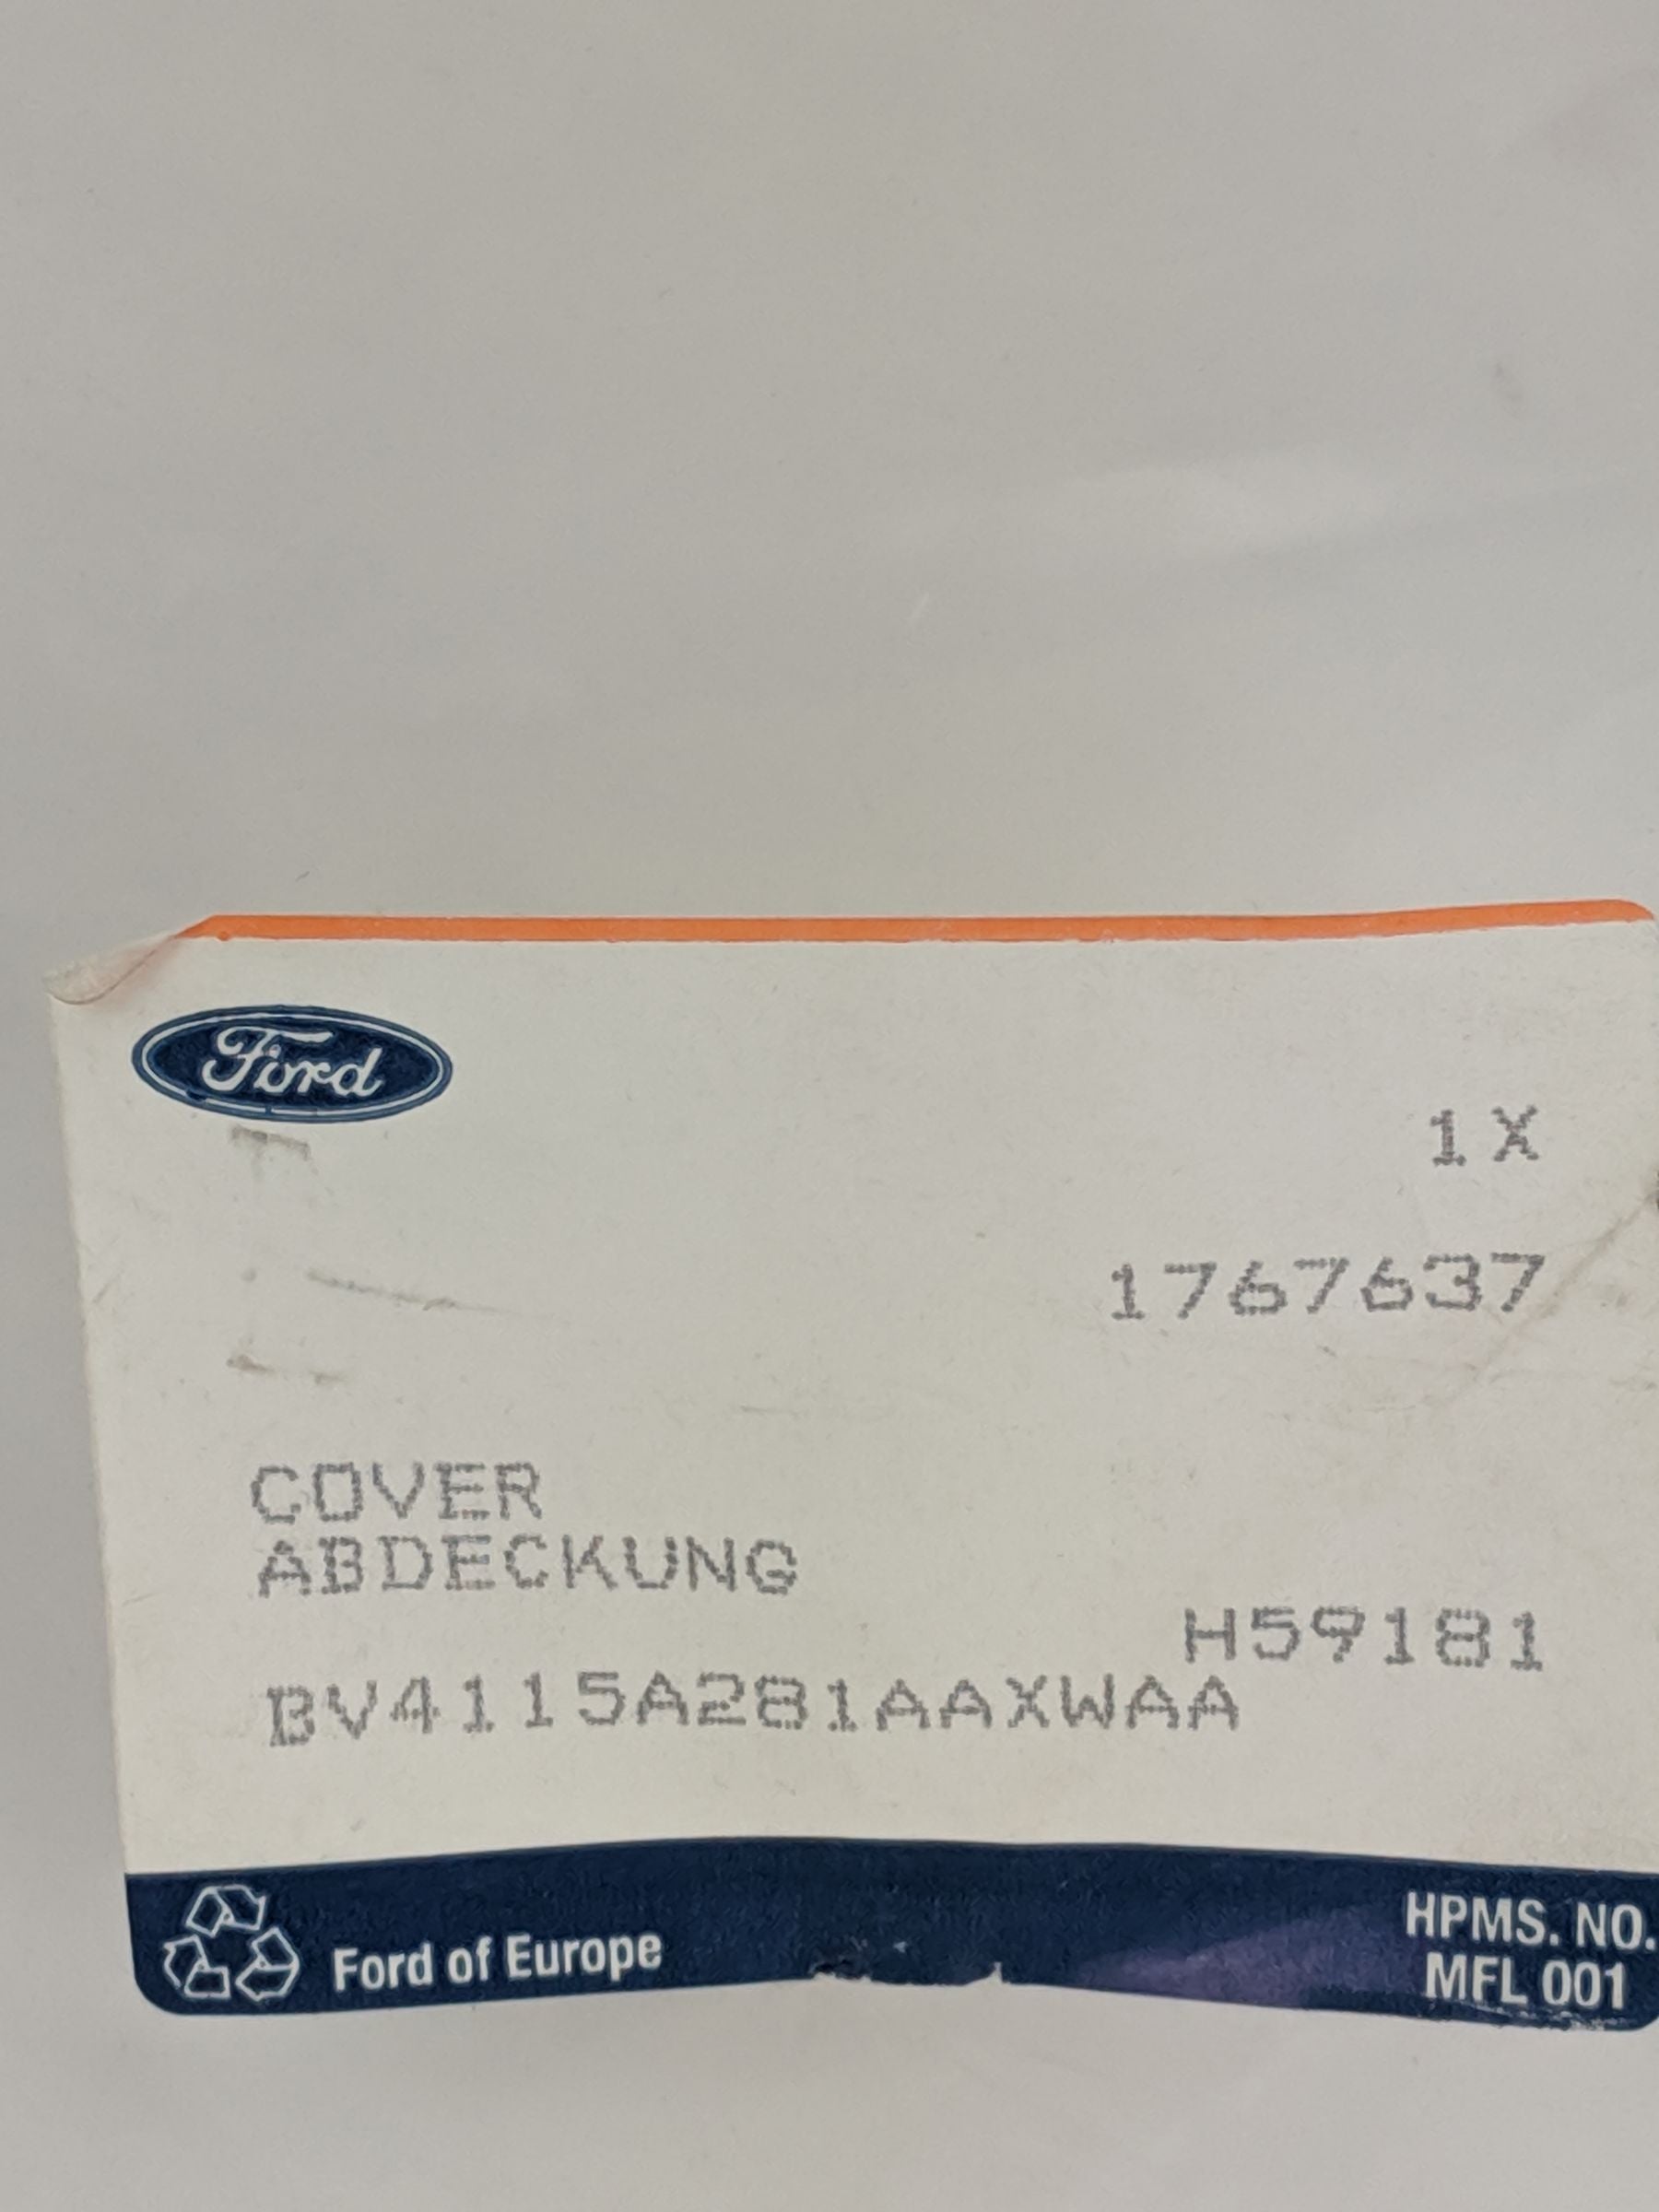 Ford
1X
1767637
COVER
ABDECKUNG
H59181
BV4115A281AAXWAA
Ford of Europe
HPMS. NO.
MFL 001